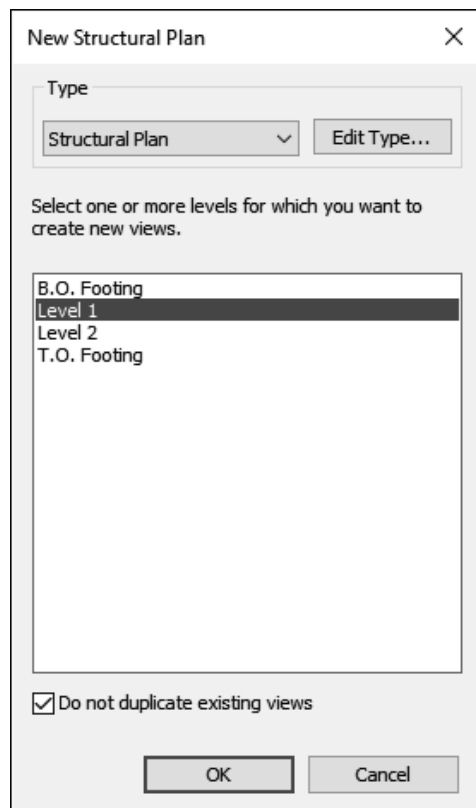 New Structural Plan
Type
Structural Plan
Edit Type...
Select one or more levels for which you want to
create new views.
B.O. Footing
Level 1
Level 2
T.O. Footing
Do not duplicate existing views
OK
Cancel